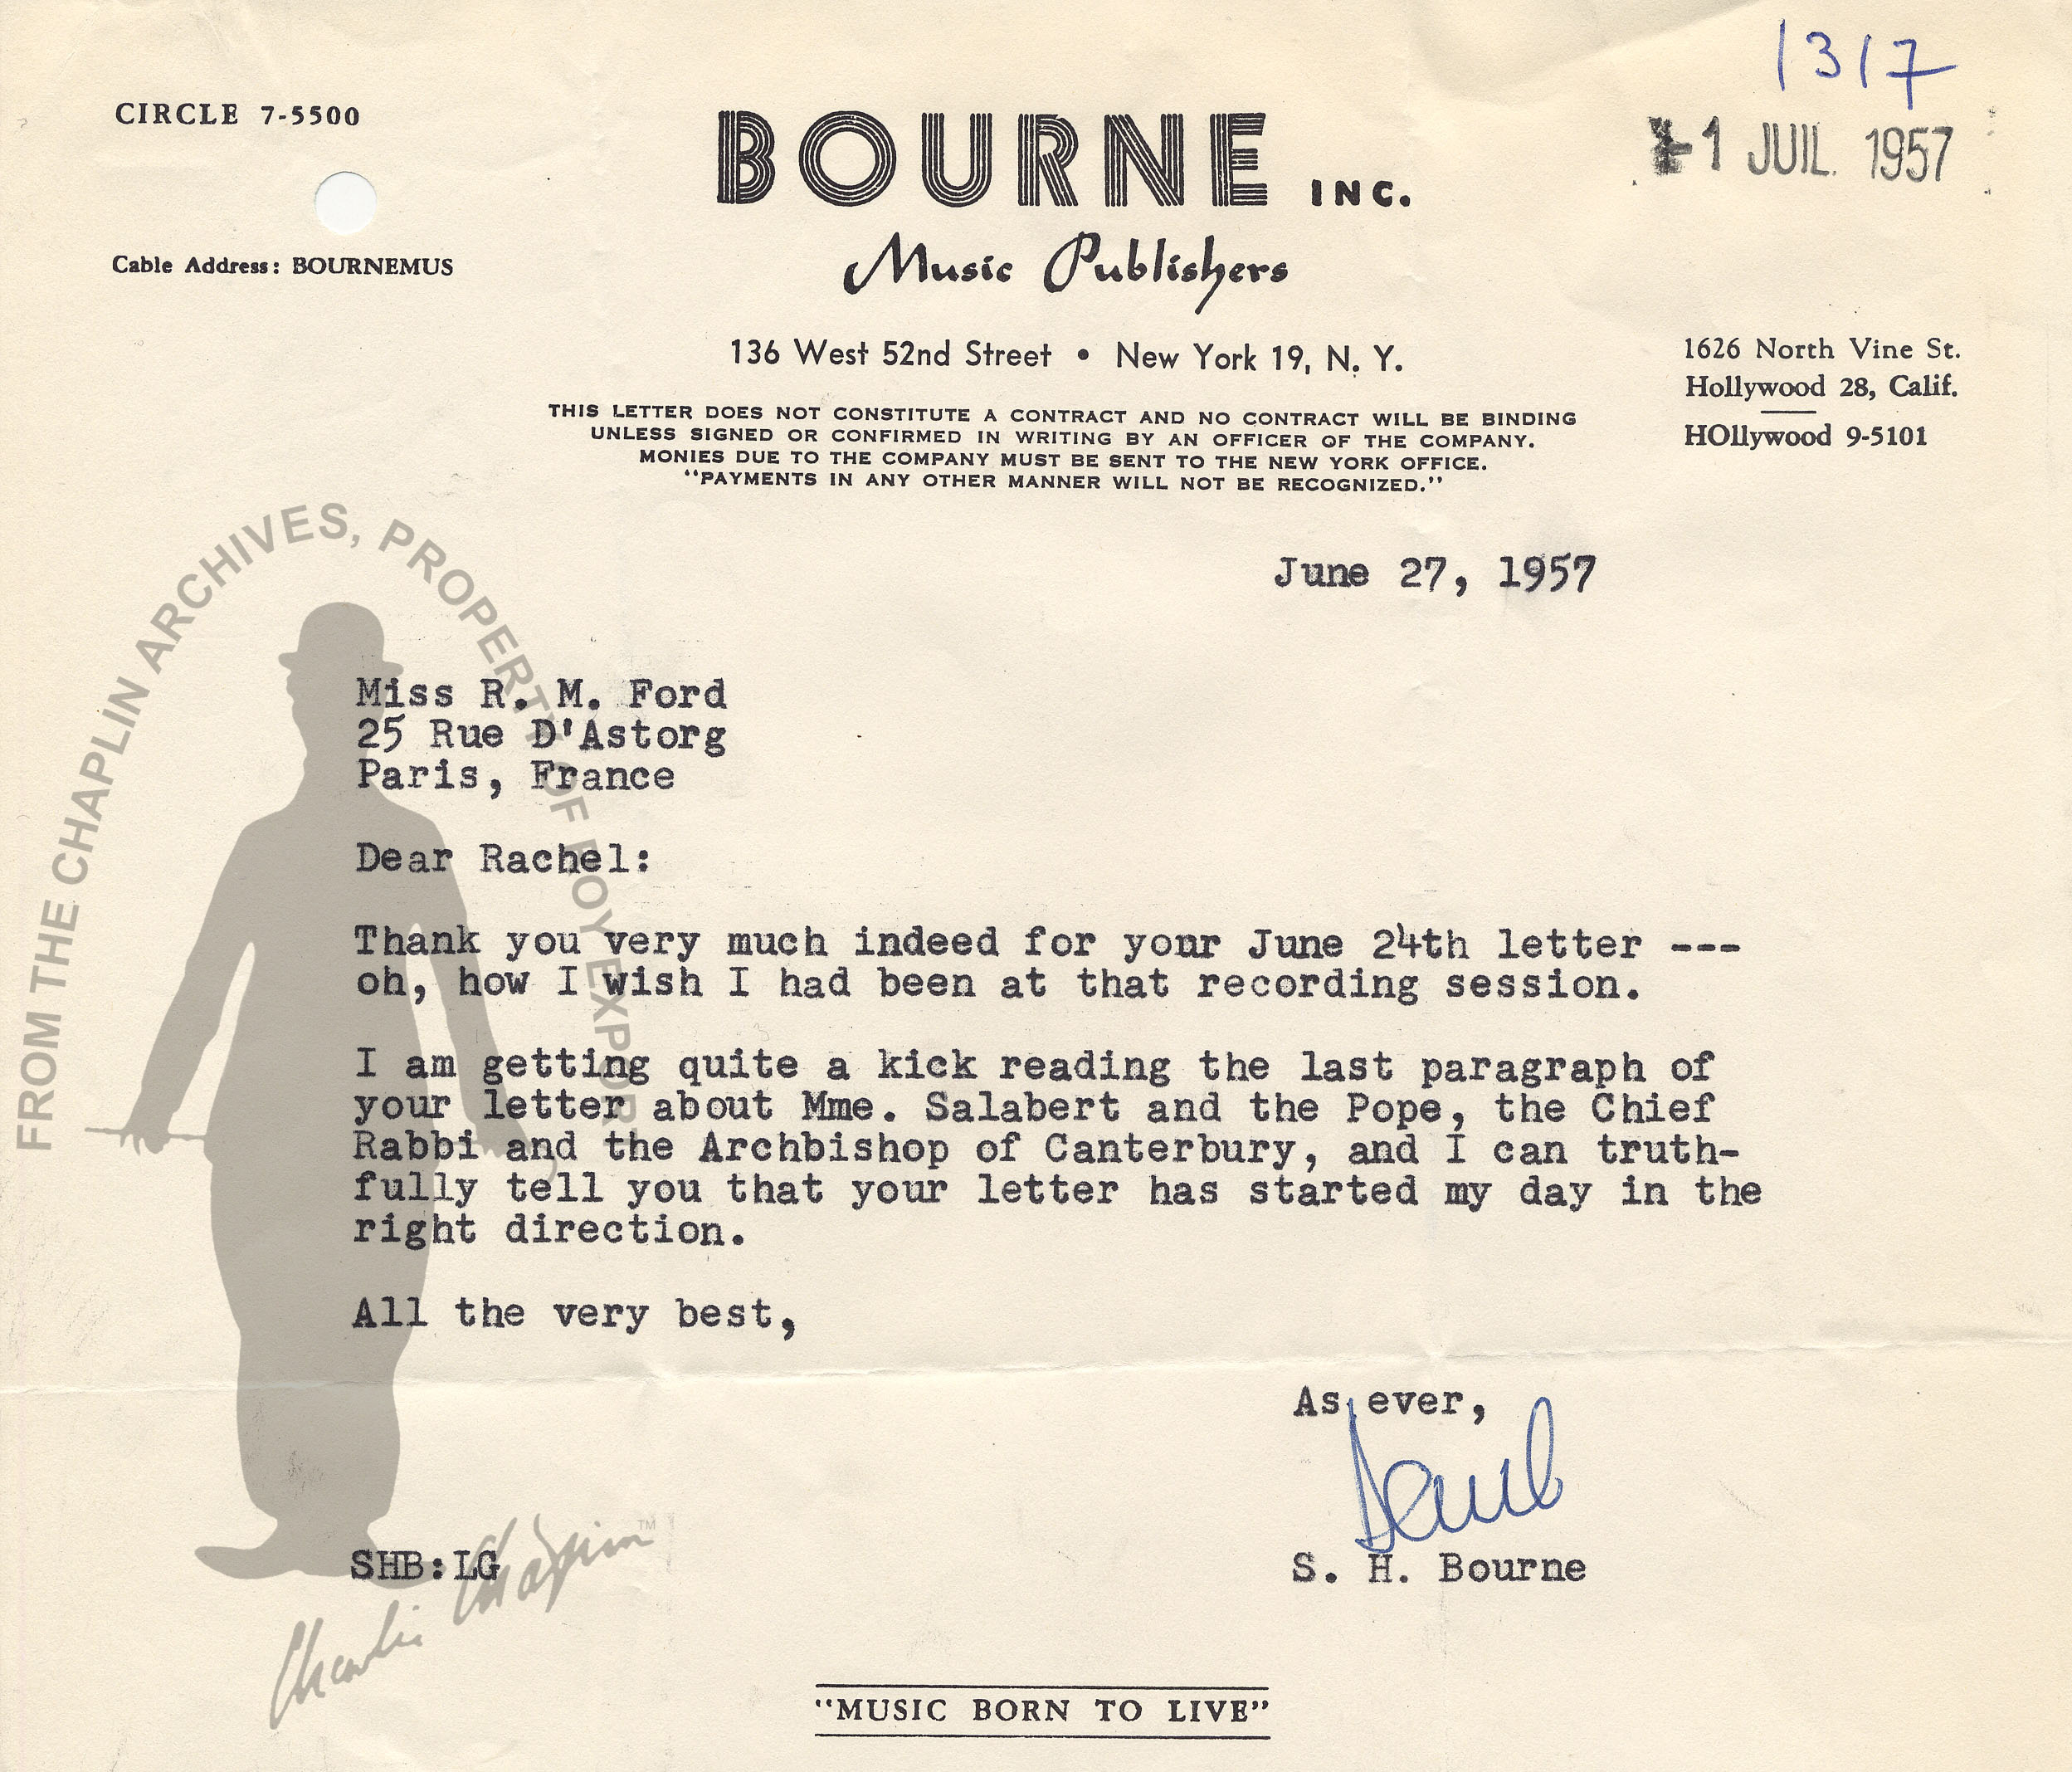 1317
CIRCLE 7-5500
BOURNE INC.
1 JUIL. 1957
Cable Address: BOURNEMUS
Music Publishers
136 West 52nd Street • New York 19, N. Y.
1626 North Vine St.
Hollywood 28, Calif.
HOllywood 9-5101
THIS LETTER DOES NOT CONSTITUTE A CONTRACT AND NO CONTRACT WILL BE BINDING
UNLESS SIGNED OR CONFIRMED IN WRITING BY AN OFFICER OF THE COMPANY.
MONIES DUE TO THE COMPANY MUST BE SENT TO THE NEW YORK OFFICE.
"PAYMENTS IN ANY OTHER MANNER WILL NOT BE RECOGNIZED."
June 27, 1957
FROM THE CHAPLIN ARCHIVES, PROPERTY OF ROY EXPORT
Miss R. M. Ford
25 Rue D'Astorg
Paris, France
Dear Rachel:
Thank you very much indeed for your June 24th letter ---
oh, how I wish I had been at that recording session.
I am getting quite a kick reading the last paragraph of
your letter about Mme. Salabert and the Pope, the Chief
Rabbi and the Archbishop of Canterbury, and I can truth-
fully tell you that your letter has started my day in the
right direction.
All the very best,
As ever,
SHB:LG
S. H. Bourne
Charlie Chaplin™
"MUSIC BORN TO LIVE"